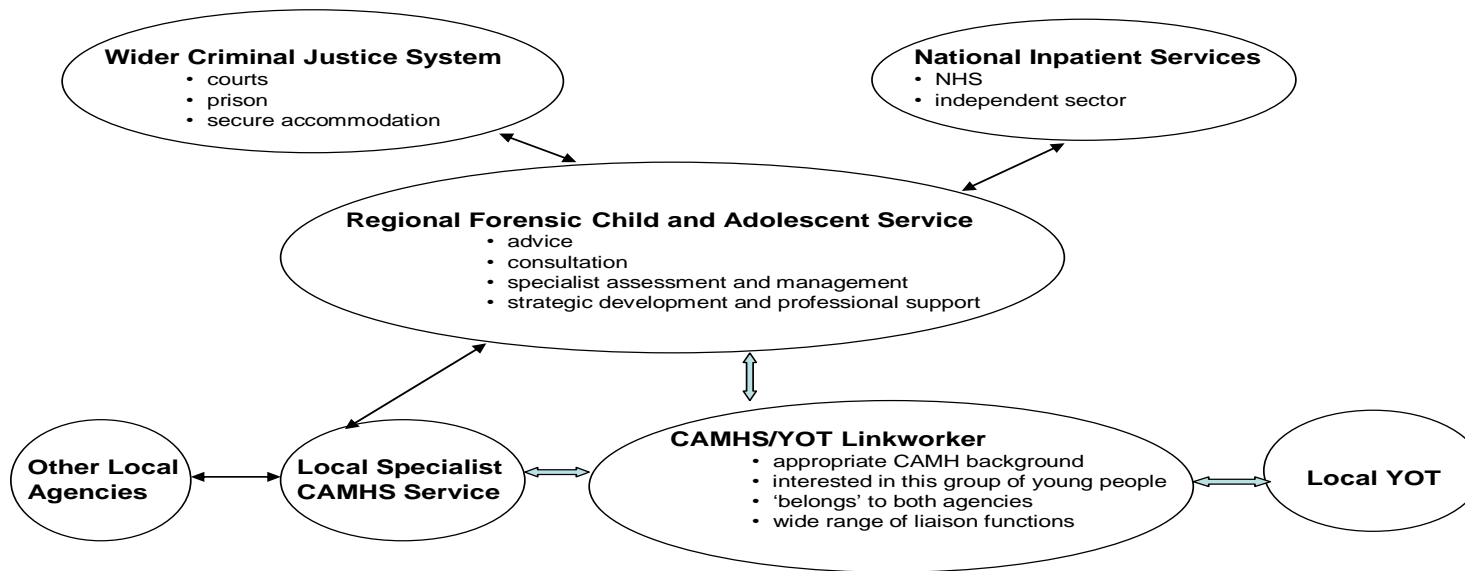 Wider Criminal Justice System
• courts
• prison
• secure accommodation
National Inpatient Services
• NHS
• independent sector
Regional Forensic Child and Adolescent Service
• advice
• consultation
• specialist assessment and management
• strategic development and professional support
Other Local
Agencies
Local Specialist
CAMHS Service
CAMHS/YOT Linkworker
• appropriate CAMH background
• interested in this group of young people
• ‘belongs’ to both agencies
• wide range of liaison functions
Local YOT